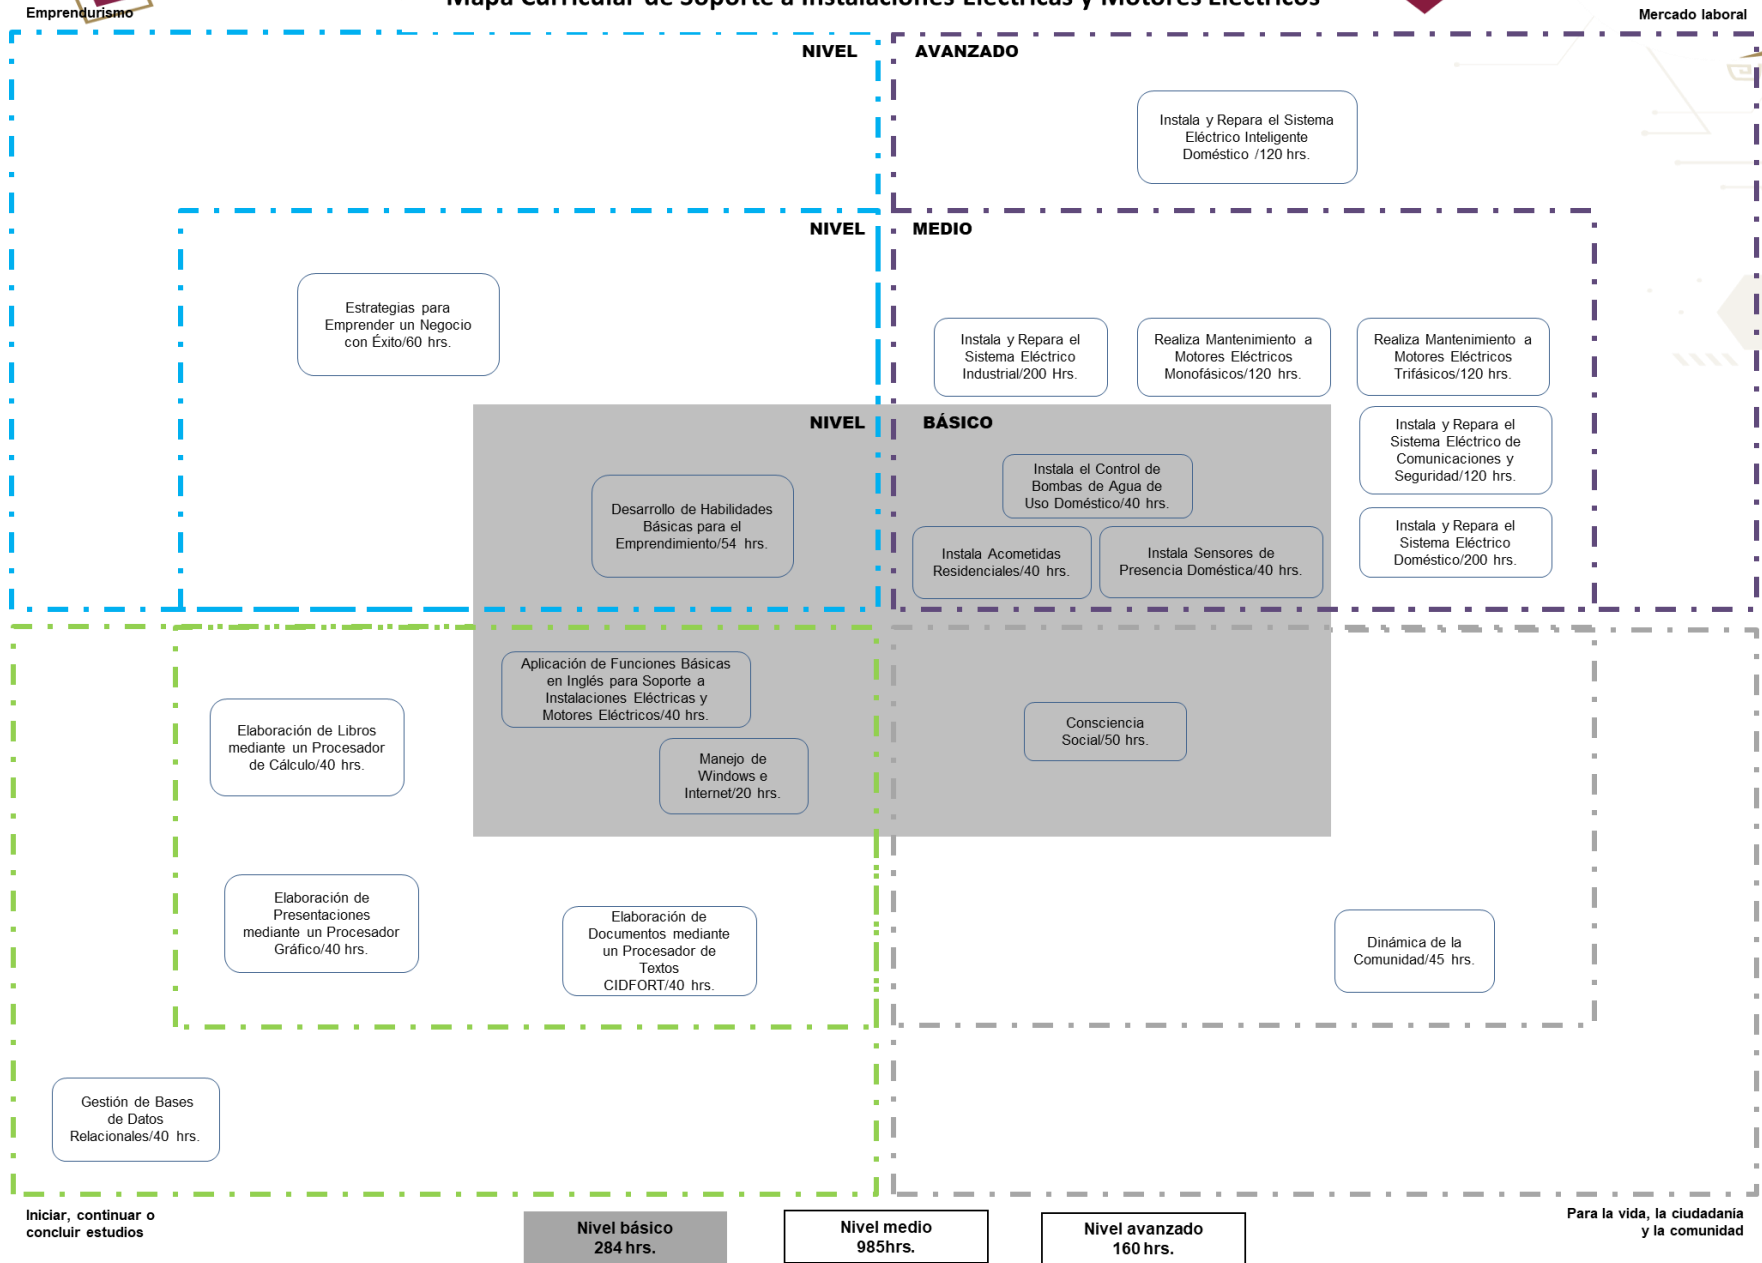 Mapa Curricular de Soporte a Instalaciones Eléctricas y Motores Eléctricos
Emprendurismo
Mercado laboral
NIVEL AVANZADO
Instala y Repara el Sistema
Eléctrico Inteligente
Doméstico /120 hrs.
NIVEL MEDIO
Estrategias para
Emprender un Negocio
con Éxito/60 hrs.
Instala y Repara el
Sistema Eléctrico
Industrial/200 Hrs.
Realiza Mantenimiento a
Motores Eléctricos
Monofásicos/120 hrs.
Realiza Mantenimiento a
Motores Eléctricos
Trifásicos/120 hrs.
NIVEL BÁSICO
Instala y Repara el
Sistema Eléctrico de
Comunicaciones y
Seguridad/120 hrs.
Instala el Control de
Bombas de Agua de
Uso Doméstico/40 hrs.
Desarrollo de Habilidades
Básicas para el
Emprendimiento/54 hrs.
Instala Acometidas
Residenciales/40 hrs.
Instala Sensores de
Presencia Doméstica/40 hrs.
Instala y Repara el
Sistema Eléctrico
Doméstico/200 hrs.
Aplicación de Funciones Básicas
en Inglés para Soporte a
Instalaciones Eléctricas y
Motores Eléctricos/40 hrs.
Elaboración de Libros
mediante un Procesador
de Cálculo/40 hrs.
Manejo de
Windows e
Internet/20 hrs.
Consciencia
Social/50 hrs.
Elaboración de
Presentaciones
mediante un Procesador
Gráfico/40 hrs.
Elaboración de
Documentos mediante
un Procesador de
Textos
CIDFORT/40 hrs.
Dinámica de la
Comunidad/45 hrs.
Gestión de Bases
de Datos
Relacionales/40 hrs.
Iniciar, continuar o
concluir estudios
Nivel básico
284 hrs.
Nivel medio
985hrs.
Nivel avanzado
160 hrs.
Para la vida, la ciudadanía
y la comunidad